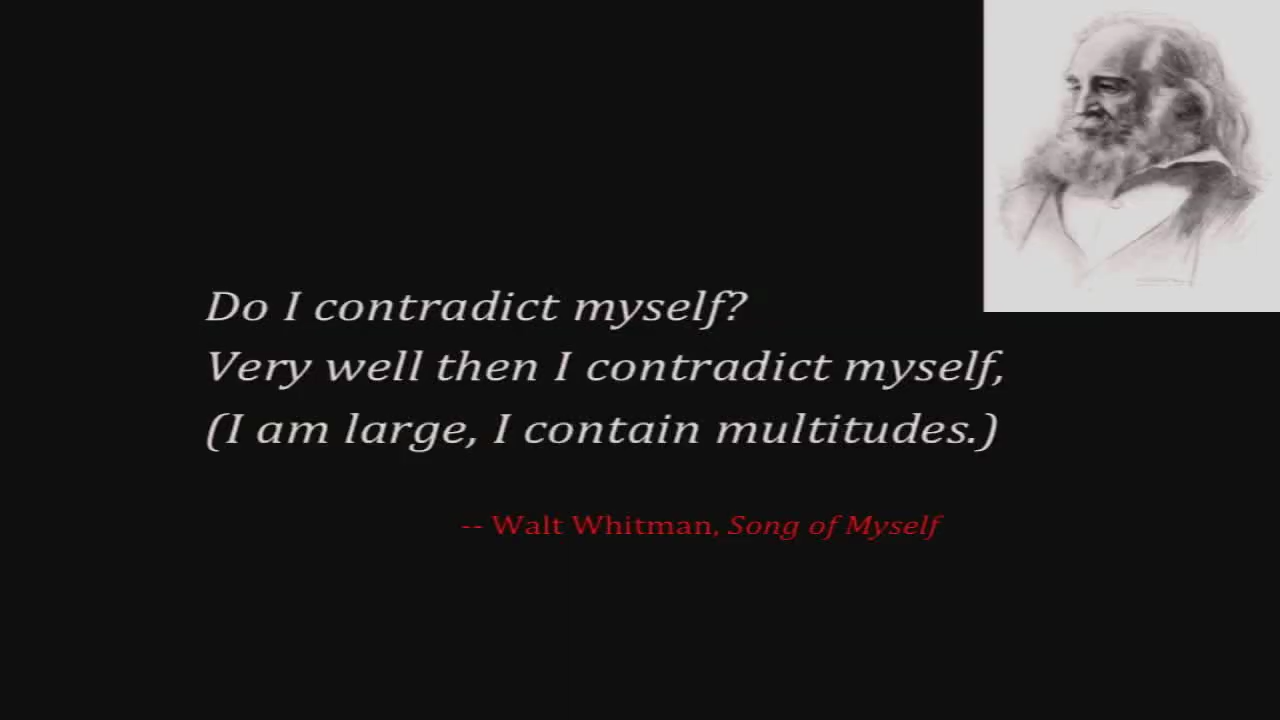 Do I contradict myself?
Very well then I contradict myself,
(I am large, I contain multitudes.)
-- Walt Whitman, Song of Myself